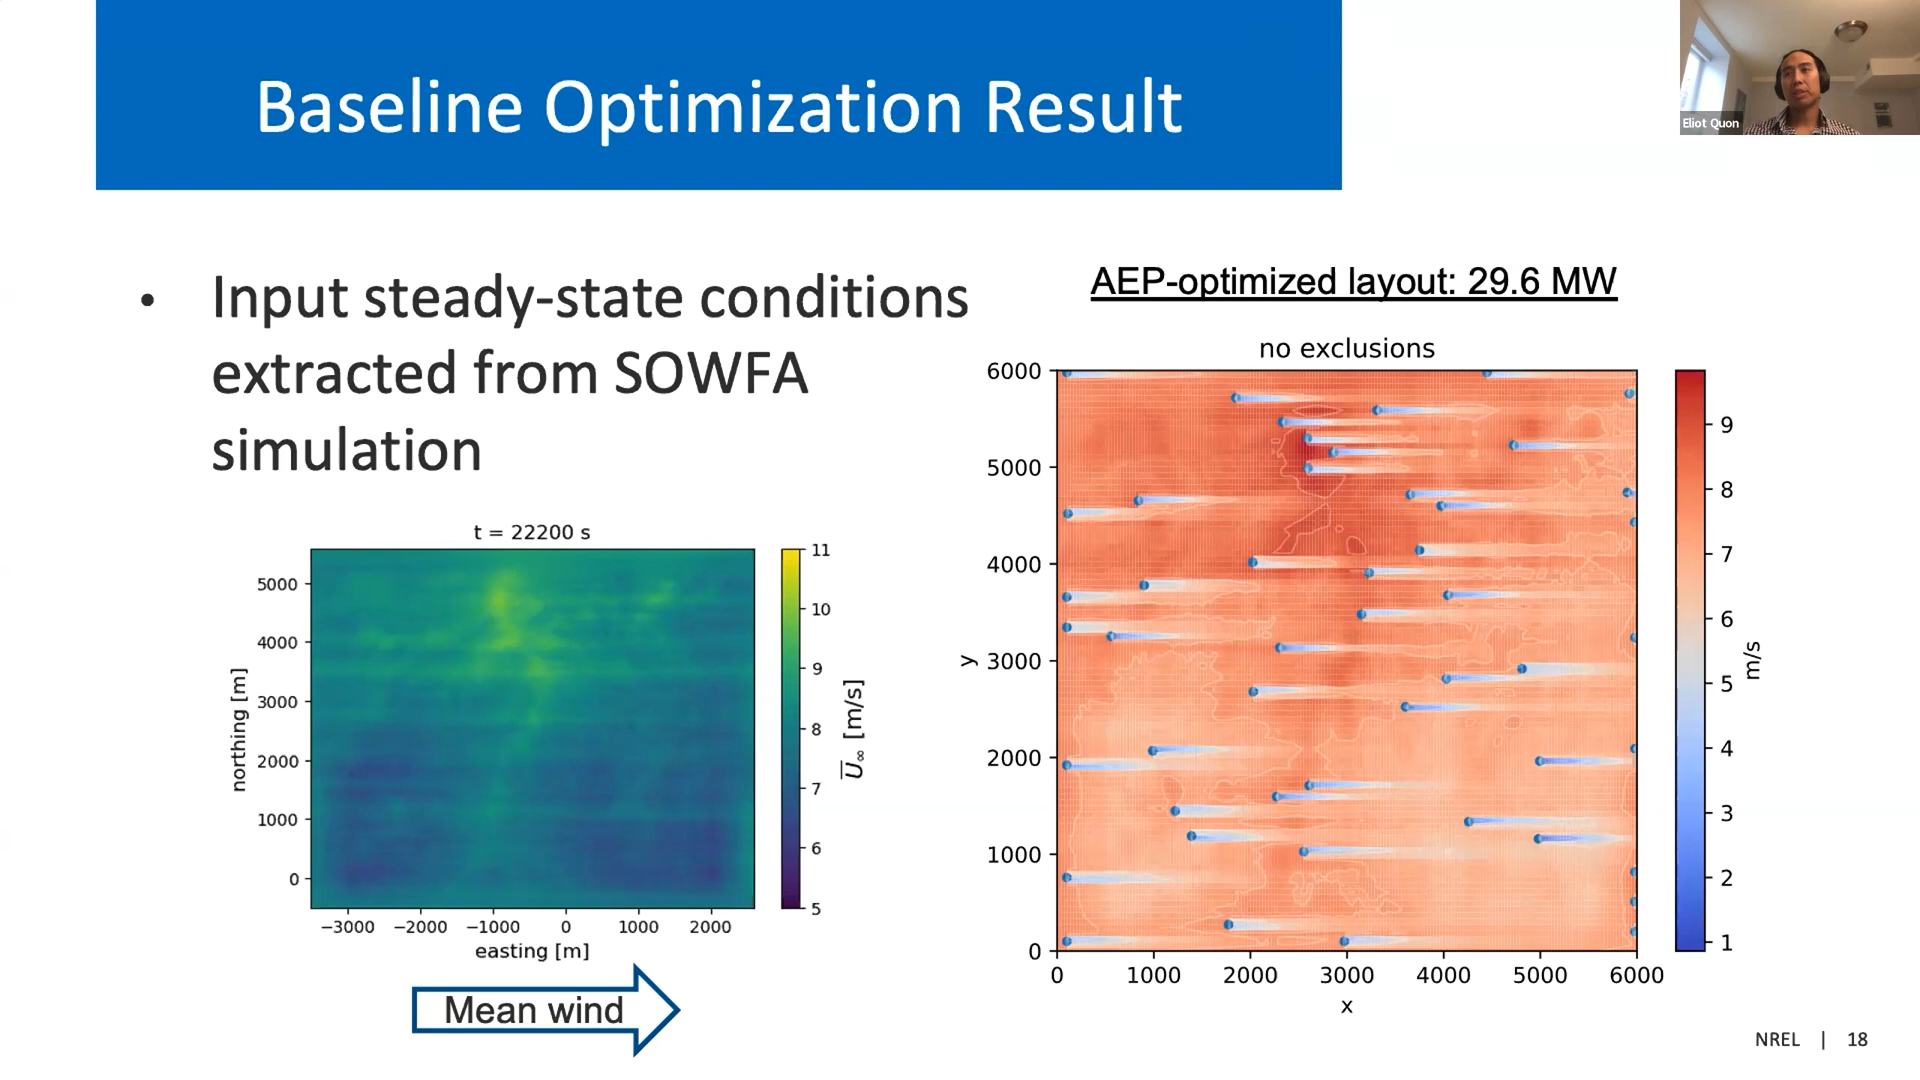 Baseline Optimization Result
Eliot Quon
• Input steady-state conditions
extracted from SOWFA
simulation
AEP-optimized layout: 29.6 MW
no exclusions
6000
5000
4000
3000
2000
1000
0
y
0 1000 2000 3000 4000 5000 6000
x
9
8
7
6
5
4
3
2
1
m/s
t = 22200 s
5000
4000
3000
2000
1000
0
northing [m]
−3000 −2000 −1000 0 1000 2000
easting [m]
11
10
9
8
7
6
5
U̅∞ [m/s]
Mean wind
NREL | 18